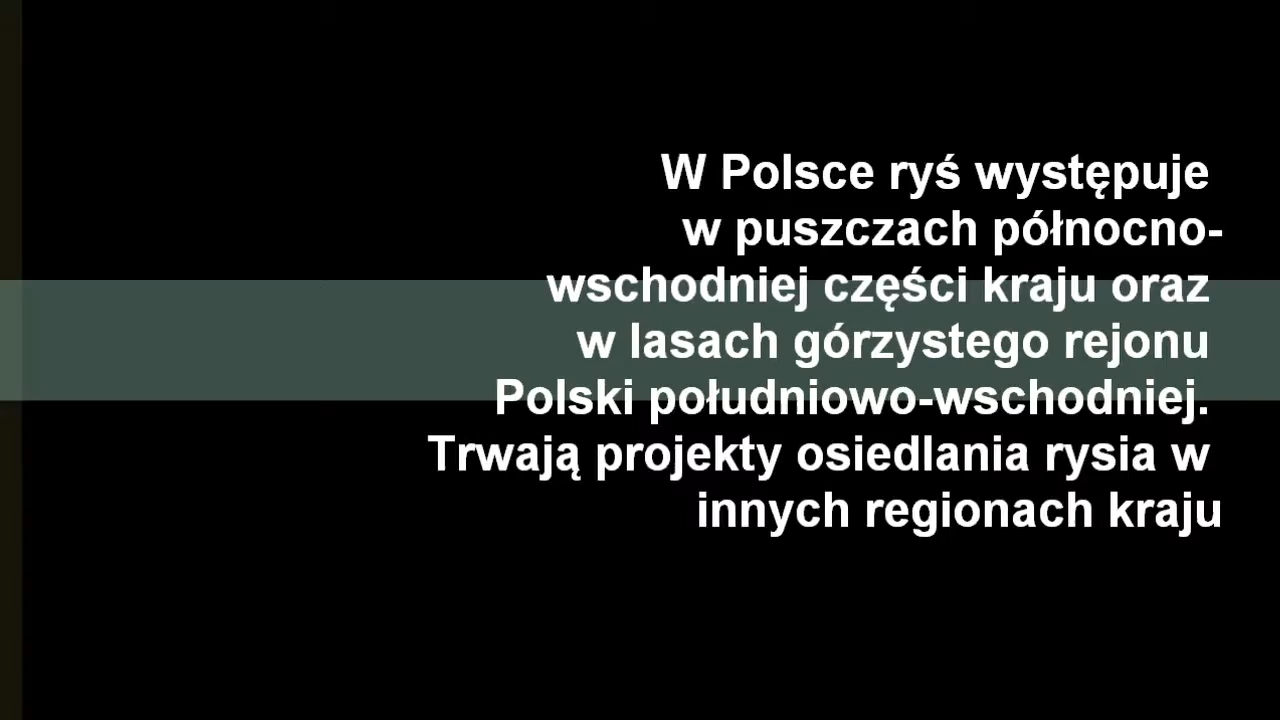 W Polsce ryś występuje
w puszczach północno-
wschodniej części kraju oraz
w lasach górzystego rejonu
Polski południowo-wschodniej.
Trwają projekty osiedlania rysia w
innych regionach kraju